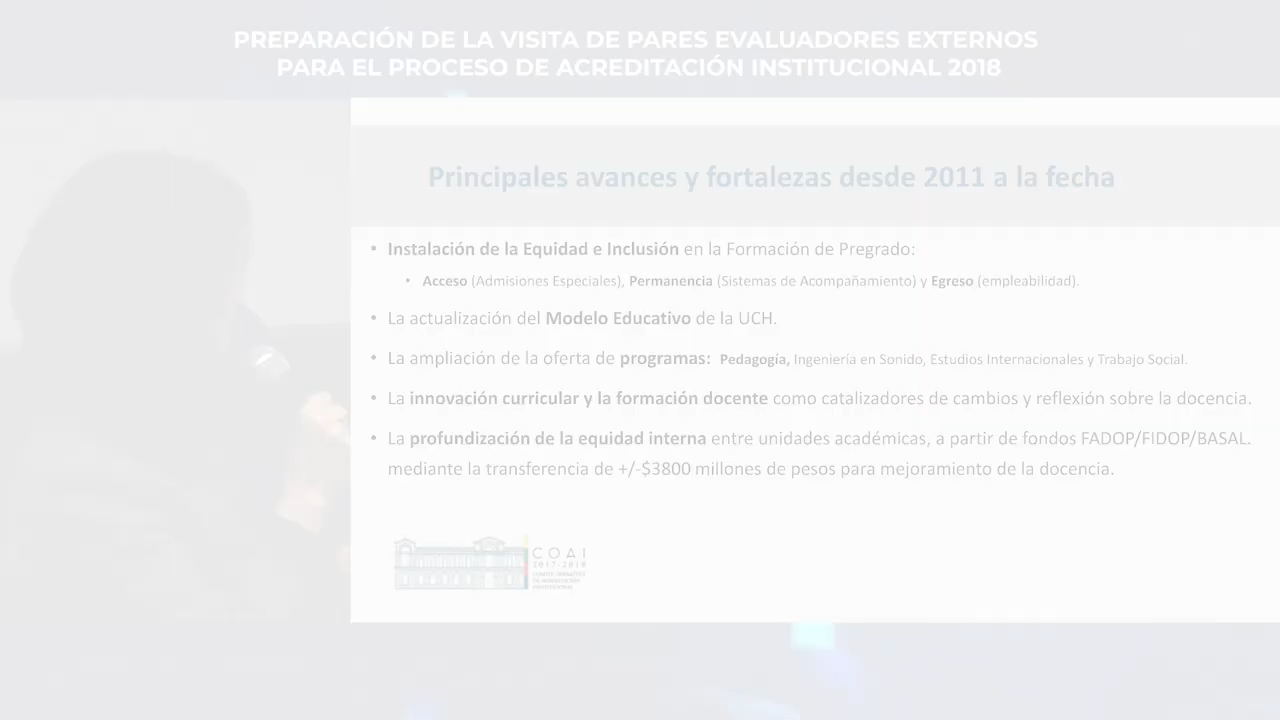 PREPARACIÓN DE LA VISITA DE PARES EVALUADORES EXTERNOS
PARA EL PROCESO DE ACREDITACIÓN INSTITUCIONAL 2018
Principales avances y fortalezas desde 2011 a la fecha
• Instalación de la Equidad e Inclusión en la Formación de Pregrado:
• Acceso (Admisiones Especiales), Permanencia (Sistemas de Acompañamiento) y Egreso (empleabilidad).
• La actualización del Modelo Educativo de la UCH.
• La ampliación de la oferta de programas: Pedagogía, Ingeniería en Sonido, Estudios Internacionales y Trabajo Social.
• La innovación curricular y la formación docente como catalizadores de cambios y reflexión sobre la docencia.
• La profundización de la equidad interna entre unidades académicas, a partir de fondos FADOP/FIDOP/BASAL.
mediante la transferencia de +/-$3800 millones de pesos para mejoramiento de la docencia.
COAI
2017-2018